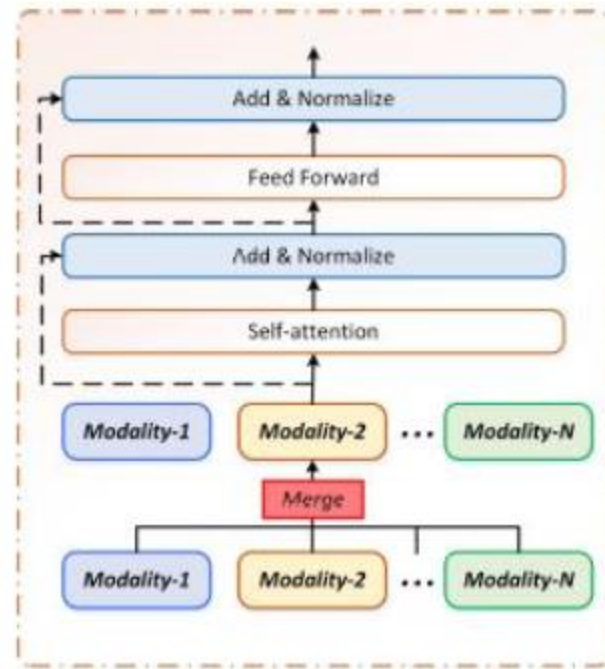 Add & Normalize
Feed Forward
Add & Normalize
Self-attention
Modality-1 Modality-2 ... Modality-N
Merge
Modality-1 Modality-2 ... Modality-N